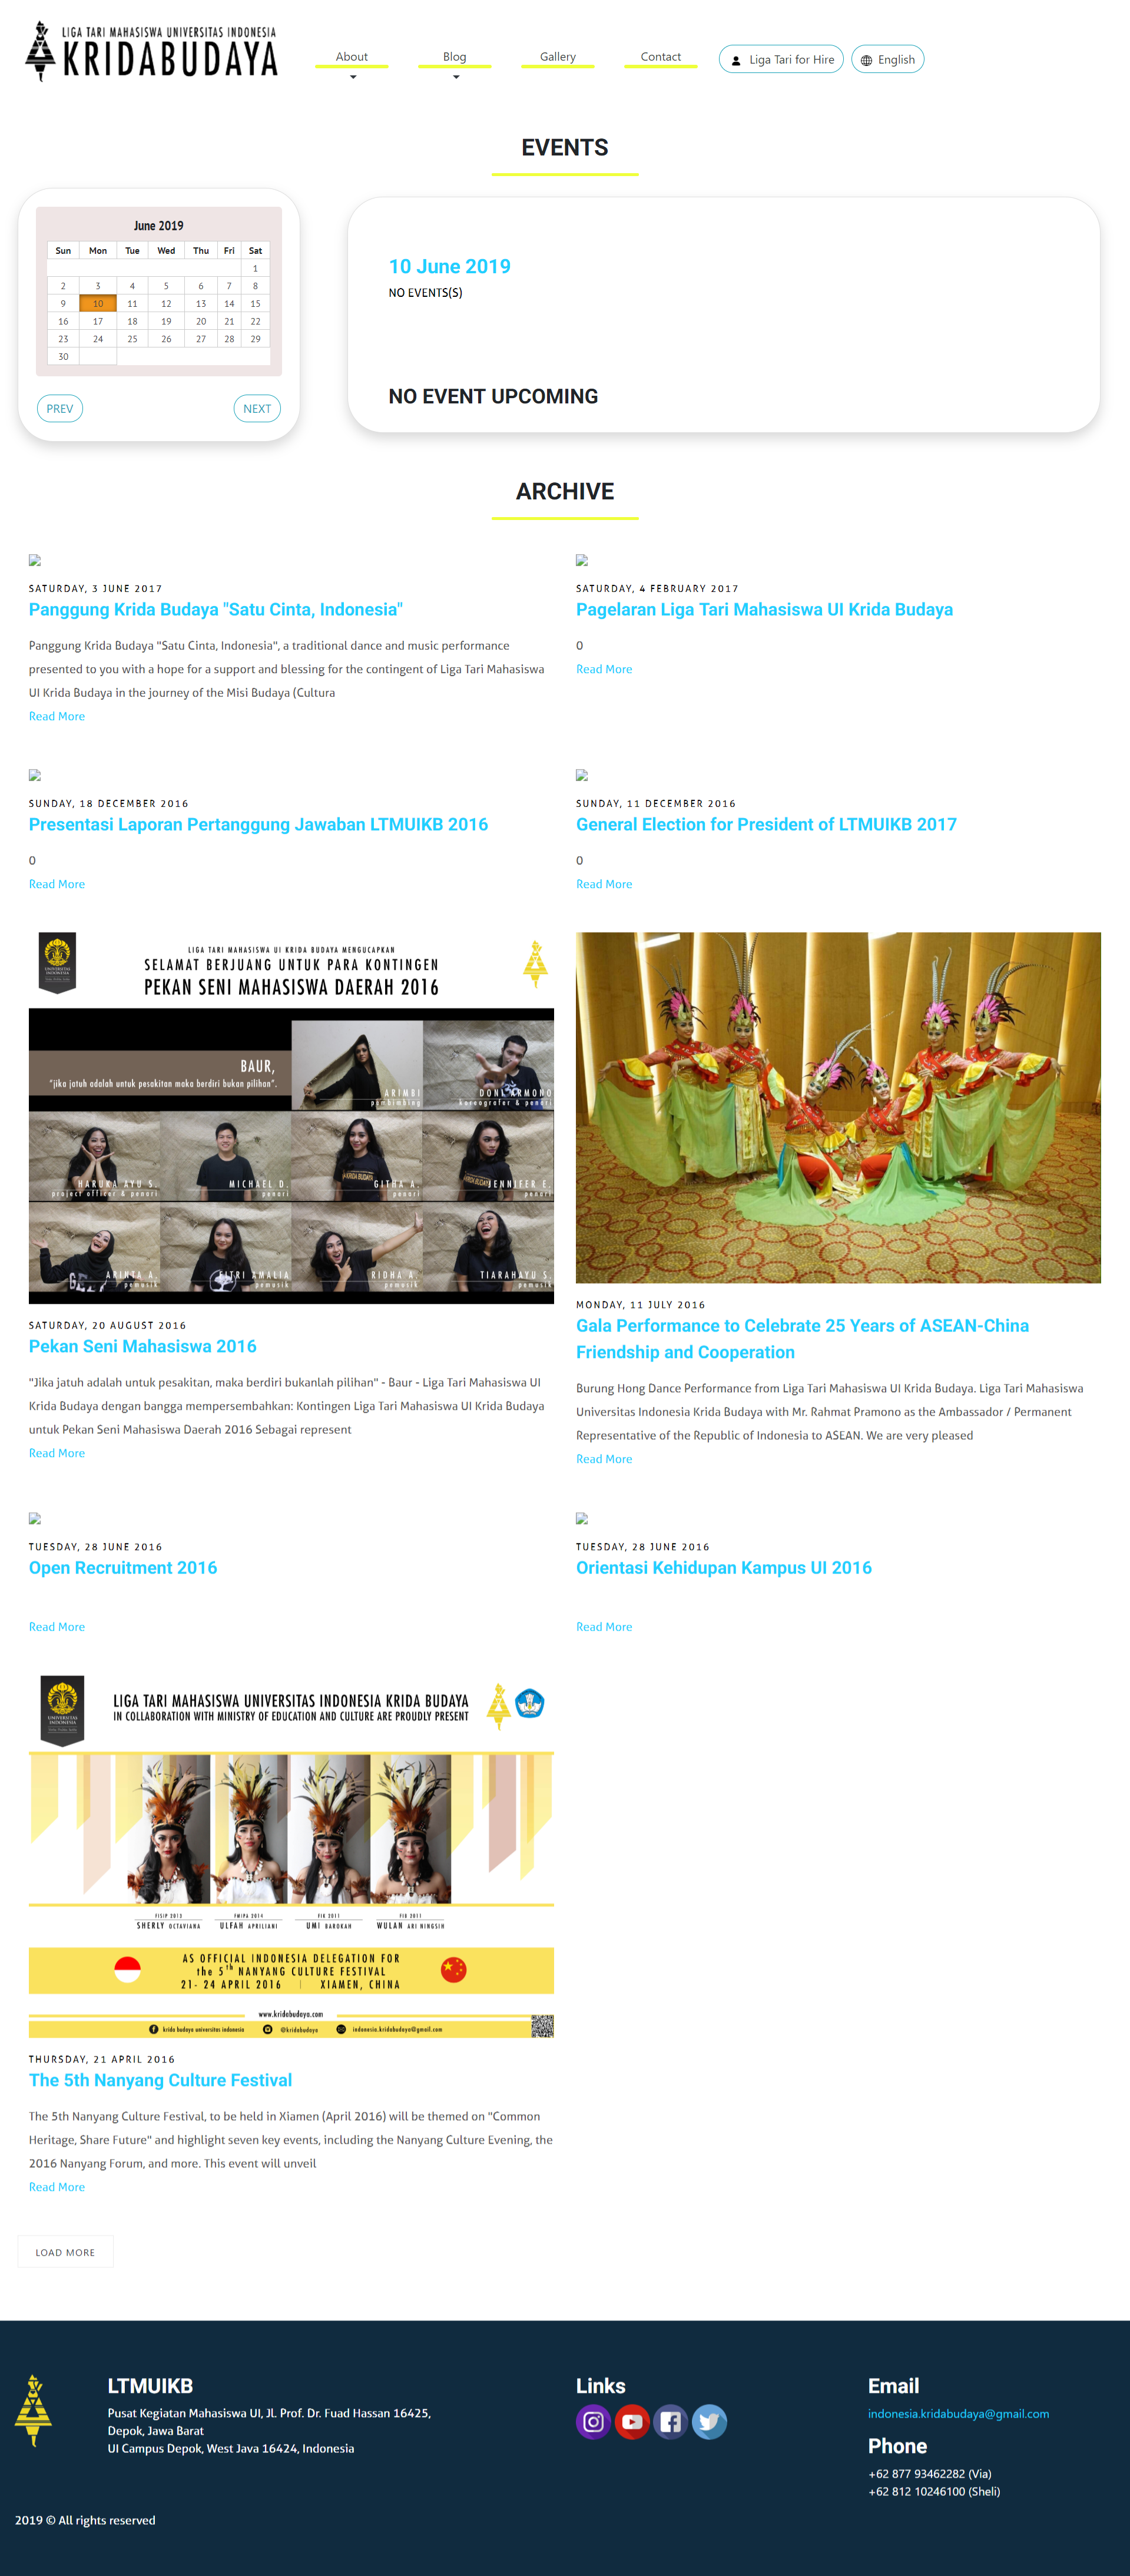 LIGA TARI MAHASISWA UNIVERSITAS INDONESIA
KRIDABUDAYA
About
Blog
Gallery
Contact
Liga Tari for Hire
English
EVENTS
June 2019
Sun Mon Tue Wed Thu Fri Sat
1
2 3 4 5 6 7 8
9 10 11 12 13 14 15
16 17 18 19 20 21 22
23 24 25 26 27 28 29
30
PREV
NEXT
10 June 2019
NO EVENTS(S)
NO EVENT UPCOMING
ARCHIVE
SATURDAY, 3 JUNE 2017
Panggung Krida Budaya "Satu Cinta, Indonesia"
Panggung Krida Budaya "Satu Cinta, Indonesia", a traditional dance and music performance
presented to you with a hope for a support and blessing for the contingent of Liga Tari Mahasiswa
UI Krida Budaya in the journey of the Misi Budaya (Cultura
Read More
SATURDAY, 4 FEBRUARY 2017
Pagelaran Liga Tari Mahasiswa UI Krida Budaya
0
Read More
SUNDAY, 18 DECEMBER 2016
Presentasi Laporan Pertanggung Jawaban LTMUIKB 2016
0
Read More
SUNDAY, 11 DECEMBER 2016
General Election for President of LTMUIKB 2017
0
Read More
UNIVERSITAS
INDONESIA
LIGA TARI MAHASISWA UI KRIDA BUDAYA MENGUCAPKAN
SELAMAT BERJUANG UNTUK PARA KONTINGEN
PEKAN SENI MAHASISWA DAERAH 2016
BAUR,
"jika jatuh adalah untuk pesakitan maka berdiri bukan pilihan".
ARIMBI
pembimbing
DONI ARMONO
koreografer & penari
HARUKA AYU S.
project officer & penari
MICHAEL D.
penari
GITHA A.
penari
JENNIFER E.
penari
ARINTA A.
pemusik
FITRI AMALIA
pemusik
RIDHA A.
pemusik
TIARAHAYU S.
pemusik
SATURDAY, 20 AUGUST 2016
Pekan Seni Mahasiswa 2016
"Jika jatuh adalah untuk pesakitan, maka berdiri bukanlah pilihan" - Baur - Liga Tari Mahasiswa UI
Krida Budaya dengan bangga mempersembahkan: Kontingen Liga Tari Mahasiswa UI Krida Budaya
untuk Pekan Seni Mahasiswa Daerah 2016 Sebagai represent
Read More
MONDAY, 11 JULY 2016
Gala Performance to Celebrate 25 Years of ASEAN-China
Friendship and Cooperation
Burung Hong Dance Performance from Liga Tari Mahasiswa UI Krida Budaya. Liga Tari Mahasiswa
Universitas Indonesia Krida Budaya with Mr. Rahmat Pramono as the Ambassador / Permanent
Representative of the Republic of Indonesia to ASEAN. We are very pleased
Read More
TUESDAY, 28 JUNE 2016
Open Recruitment 2016
Read More
TUESDAY, 28 JUNE 2016
Orientasi Kehidupan Kampus UI 2016
Read More
UNIVERSITAS
INDONESIA
LIGA TARI MAHASISWA UNIVERSITAS INDONESIA KRIDA BUDAYA
IN COLLABORATION WITH MINISTRY OF EDUCATION AND CULTURE ARE PROUDLY PRESENT
FISIP 2013
SHERLY OCTAVIANA
FMIPA 2014
ULFAH APRILIANI
FIK 2011
UMI BAROKAH
FIB 2011
WULAN ARI NINGSIH
AS OFFICIAL INDONESIA DELEGATION FOR
the 5th NANYANG CULTURE FESTIVAL
21- 24 APRIL 2016 | XIAMEN, CHINA
www.kridabudaya.com
krida budaya universitas indonesia
@kridabudaya
indonesia.kridabudaya@gmail.com
THURSDAY, 21 APRIL 2016
The 5th Nanyang Culture Festival
The 5th Nanyang Culture Festival, to be held in Xiamen (April 2016) will be themed on "Common
Heritage, Share Future" and highlight seven key events, including the Nanyang Culture Evening, the
2016 Nanyang Forum, and more. This event will unveil
Read More
LOAD MORE
LTMUIKB
Pusat Kegiatan Mahasiswa UI, Jl. Prof. Dr. Fuad Hassan 16425,
Depok, Jawa Barat
UI Campus Depok, West Java 16424, Indonesia
Links
Email
indonesia.kridabudaya@gmail.com
Phone
+62 877 93462282 (Via)
+62 812 10246100 (Sheli)
2019 © All rights reserved